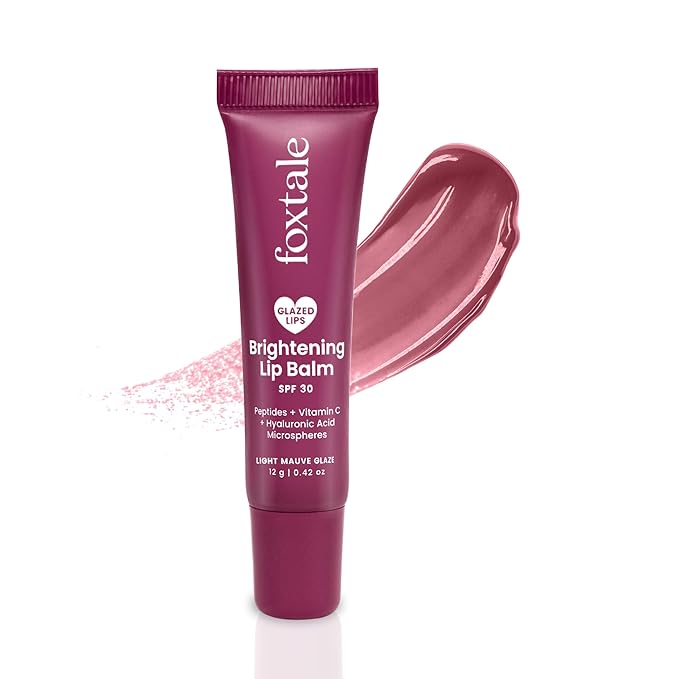 foxtale
GLAZED
LIPS
Brightening
Lip Balm
SPF 30
Peptides + Vitamin C
+ Hyaluronic Acid
Microspheres
LIGHT MAUVE GLAZE
12 g | 0.42 oz